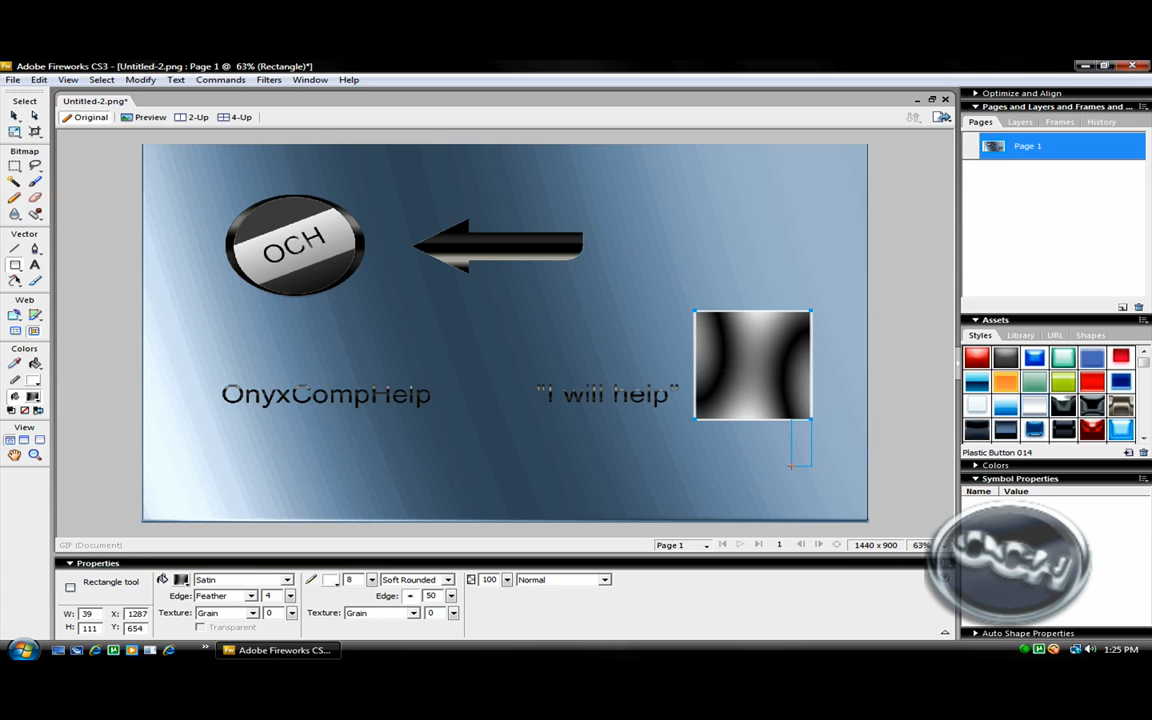 Adobe Fireworks CS3 - [Untitled-2.png : Page 1 @ 63% (Rectangle)*]
File Edit View Select Modify Text Commands Filters Window Help
Select
Bitmap
Vector
Web
Colors
View
Untitled-2.png*
Original Preview 2-Up 4-Up
OCH
OnyxCompHelp "I will help"
GIF (Document) Page 1 1 1440 x 900 63%
Properties
Rectangle tool
W: 39 X: 1287
H: 111 Y: 654
Satin
Edge: Feather 4
Texture: Grain 0
Transparent
8 Soft Rounded
Edge: 50
Texture: Grain 0
100 Normal
Optimize and Align
Pages and Layers and Frames and ...
Pages Layers Frames History
Page 1
Assets
Styles Library URL Shapes
Plastic Button 014
Colors
Symbol Properties
Name Value
OCH
Auto Shape Properties
Adobe Fireworks CS... 1:25 PM